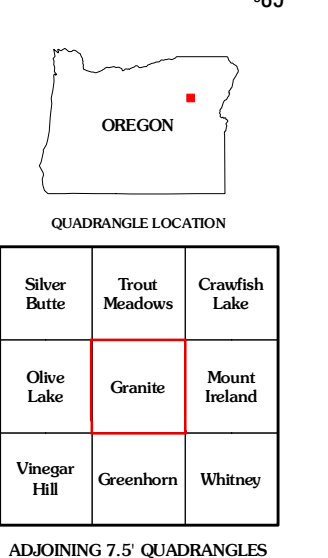 OREGON
QUADRANGLE LOCATION
Silver
Butte
Trout
Meadows
Crawfish
Lake
Olive
Lake
Granite
Mount
Ireland
Vinegar
Hill
Greenhorn
Whitney
ADJOINING 7.5' QUADRANGLES